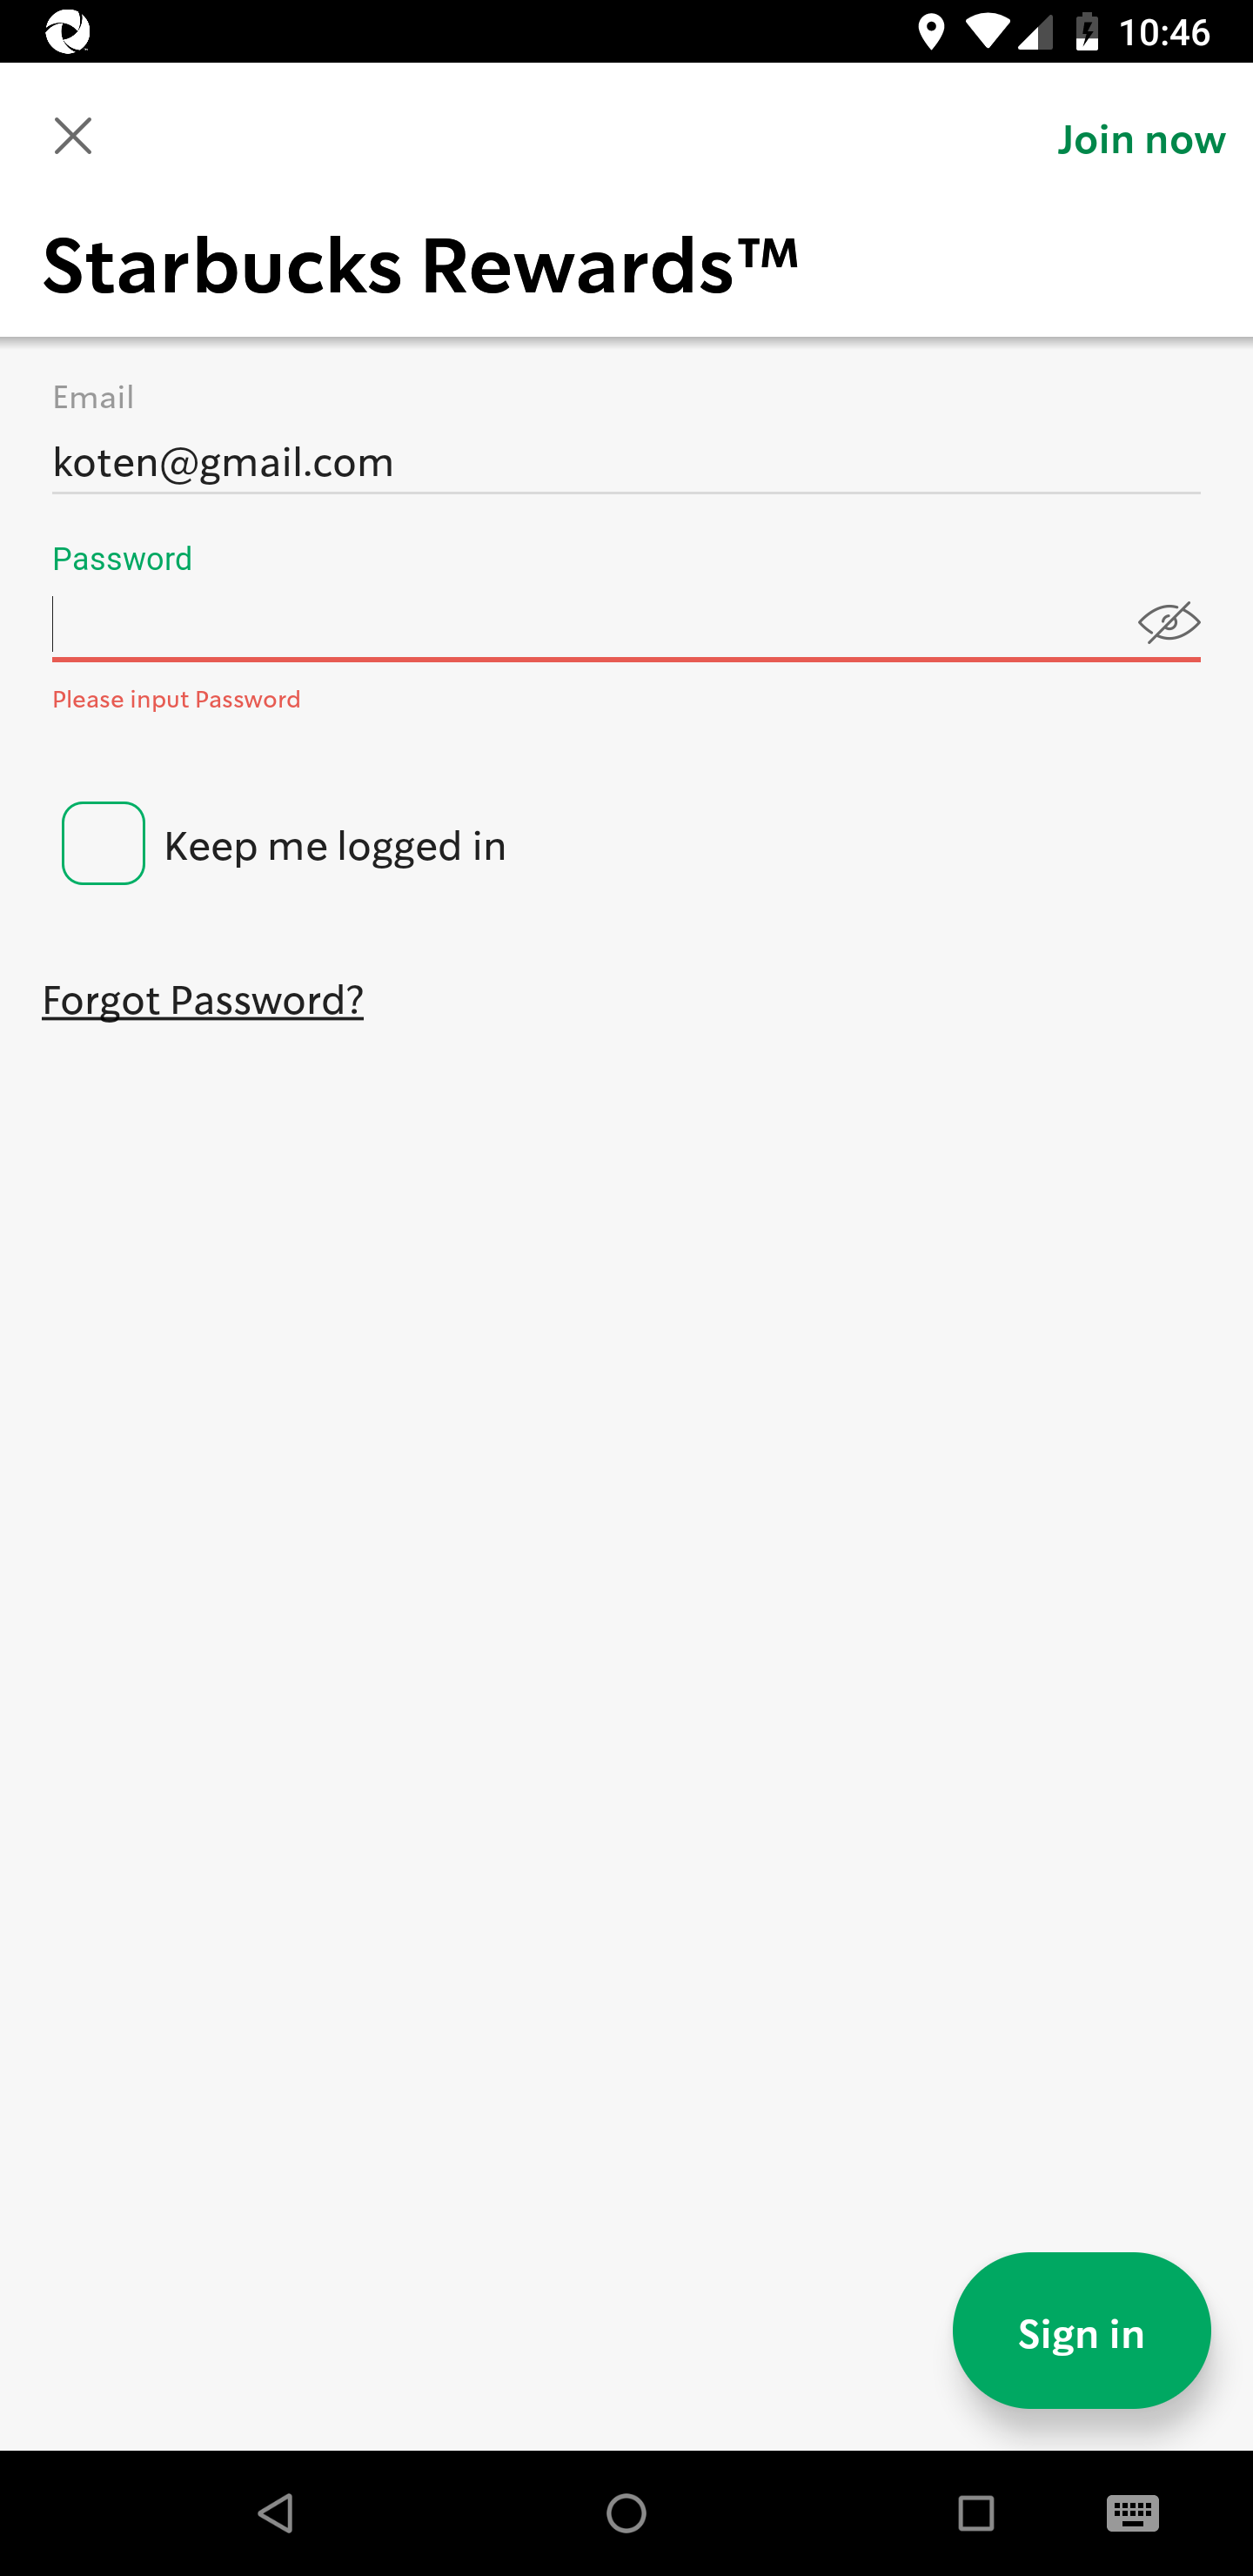 10:46
Join now
Starbucks Rewards™
Email
koten@gmail.com
Password
Please input Password
Keep me logged in
Forgot Password?
Sign in